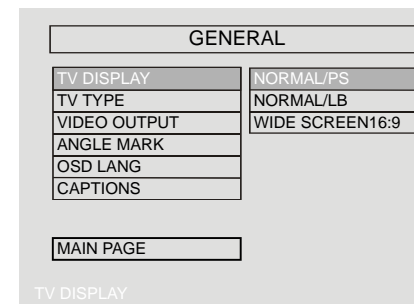 GENERAL
TV DISPLAY
TV TYPE
VIDEO OUTPUT
ANGLE MARK
OSD LANG
CAPTIONS
NORMAL/PS
NORMAL/LB
WIDE SCREEN16:9
MAIN PAGE
TV DISPLAY